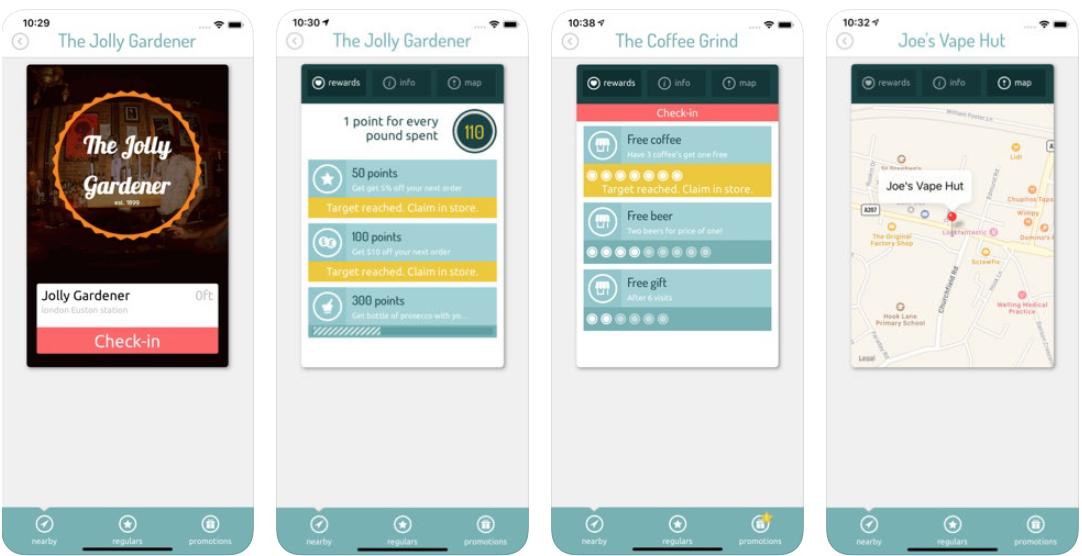 10:29
The Jolly Gardener
The Jolly
Gardener
est. 1899
Jolly Gardener 0ft
london Euston station
Check-in
nearby regulars promotions
10:30
The Jolly Gardener
rewards info map
1 point for every
pound spent
110
50 points
Get get 5% off your next order
Target reached. Claim in store.
100 points
Get $10 off your next order
Target reached. Claim in store.
300 points
Get bottle of prosecco with yo...
nearby regulars promotions
10:38
The Coffee Grind
rewards info map
Check-in
Free coffee
Have 3 coffee's get one free
Target reached. Claim in store.
Free beer
Two beers for price of one!
Free gift
After 6 visits
nearby regulars promotions
10:32
Joe's Vape Hut
rewards info map
William Foster Ln
Lidl
Joe's Vape Hut
A207
Chupitos Tapa
Wimpy
Domino's
The Original
Factory Shop
Lookfantastic
Screwfix
Churchfield Rd
Hook Ln
Welling Medical
Practice
Hook Lane
Primary School
Legal
nearby regulars promotions